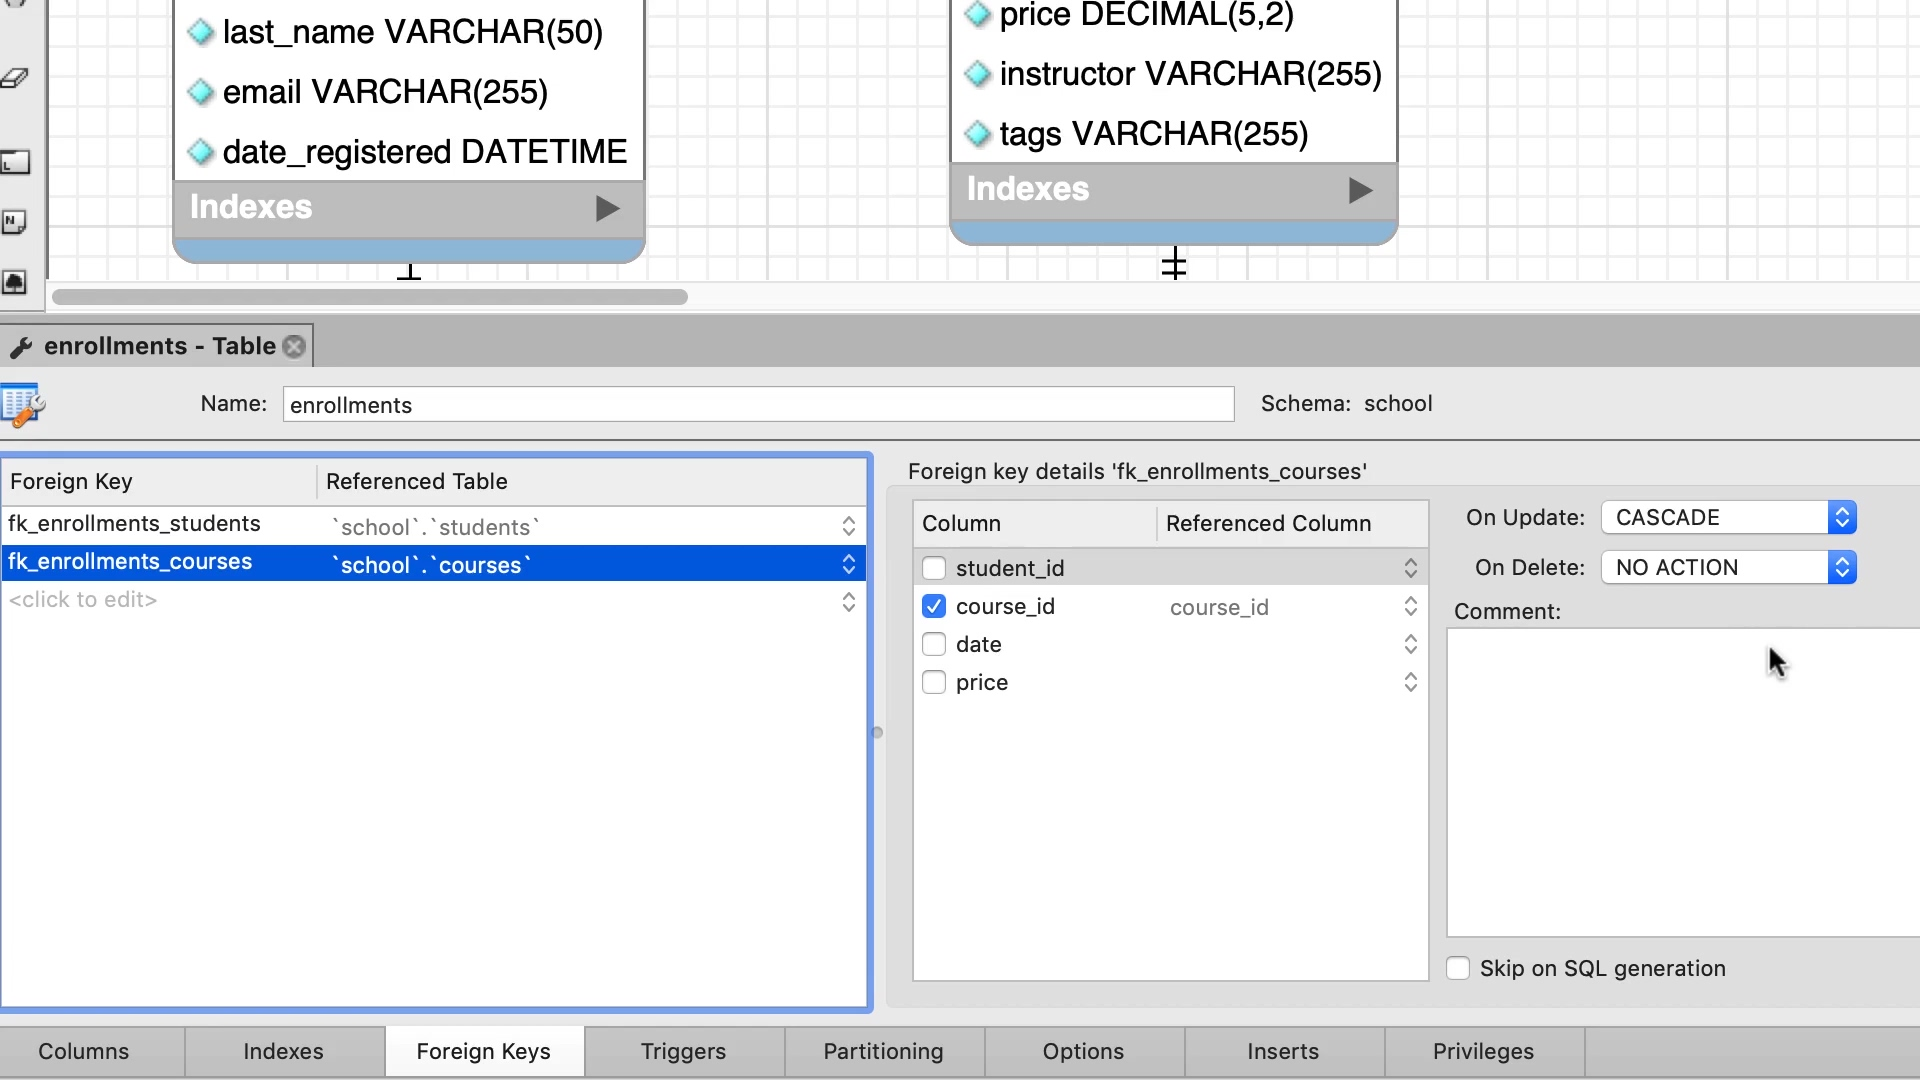 last_name VARCHAR(50)
email VARCHAR(255)
date_registered DATETIME
Indexes
price DECIMAL(5,2)
instructor VARCHAR(255)
tags VARCHAR(255)
Indexes
enrollments - Table
Name: enrollments
Schema: school
Foreign Key Referenced Table
fk_enrollments_students `school`.`students`
fk_enrollments_courses `school`.`courses`
<click to edit>
Foreign key details 'fk_enrollments_courses'
Column Referenced Column
student_id
course_id course_id
date
price
On Update: CASCADE
On Delete: NO ACTION
Comment:
Skip on SQL generation
Columns Indexes Foreign Keys Triggers Partitioning Options Inserts Privileges